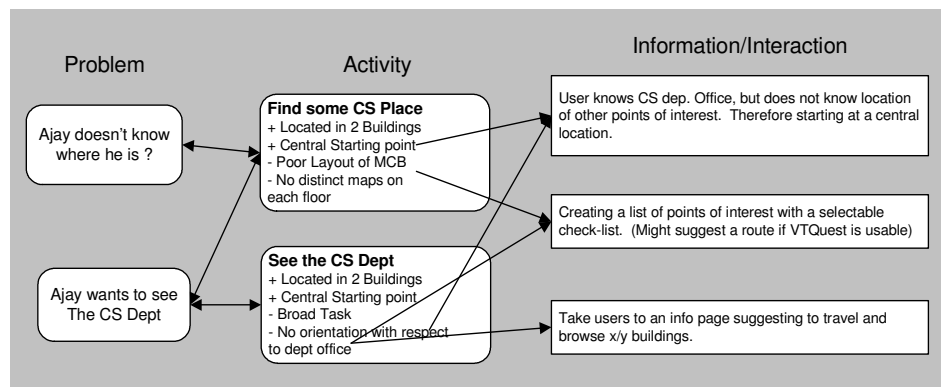 Problem
Activity
Information/Interaction
Ajay doesn't know
where he is ?
Ajay wants to see
The CS Dept
Find some CS Place
+ Located in 2 Buildings
+ Central Starting point
- Poor Layout of MCB
- No distinct maps on
each floor
See the CS Dept
+ Located in 2 Buildings
+ Central Starting point
- Broad Task
- No orientation with respect
to dept office
User knows CS dep. Office, but does not know location
of other points of interest.  Therefore starting at a central
location.
Creating a list of points of interest with a selectable
check-list.  (Might suggest a route if VTQuest is usable)
Take users to an info page suggesting to travel and
browse x/y buildings.